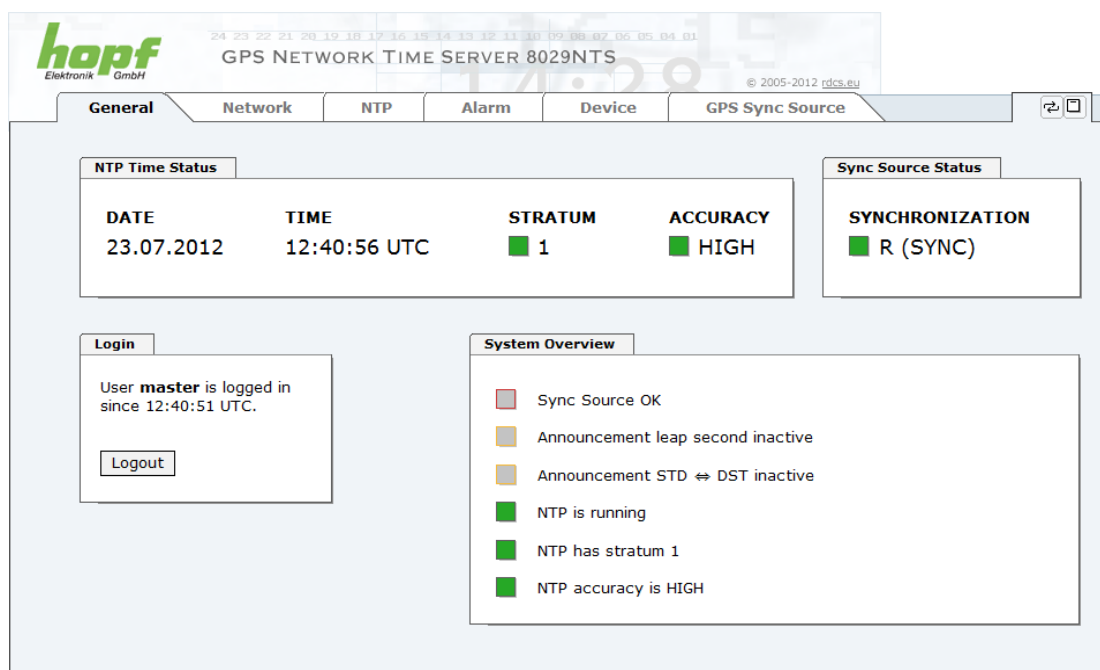 hopf
Elektronik GmbH
24 23 22 21 20 19 18 17 16 15 14 13 12 11 10 09 08 07 06 05 04 01
GPS NETWORK TIME SERVER 8029NTS
14:28
© 2005-2012 rdcs.eu
General Network NTP Alarm Device GPS Sync Source
NTP Time Status
DATE TIME STRATUM ACCURACY
23.07.2012 12:40:56 UTC 1 HIGH
Sync Source Status
SYNCHRONIZATION
R (SYNC)
Login
User master is logged in
since 12:40:51 UTC.
Logout
System Overview
Sync Source OK
Announcement leap second inactive
Announcement STD ⇔ DST inactive
NTP is running
NTP has stratum 1
NTP accuracy is HIGH